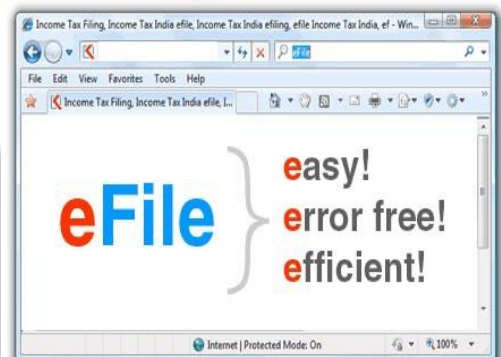 Income Tax Filing, Income Tax India efile, Income Tax India efiling, efile Income Tax India, ef - Win...
eFile
File Edit View Favorites Tools Help
Income Tax Filing, Income Tax India efile, I...
eFile
easy!
error free!
efficient!
Internet | Protected Mode: On
100%